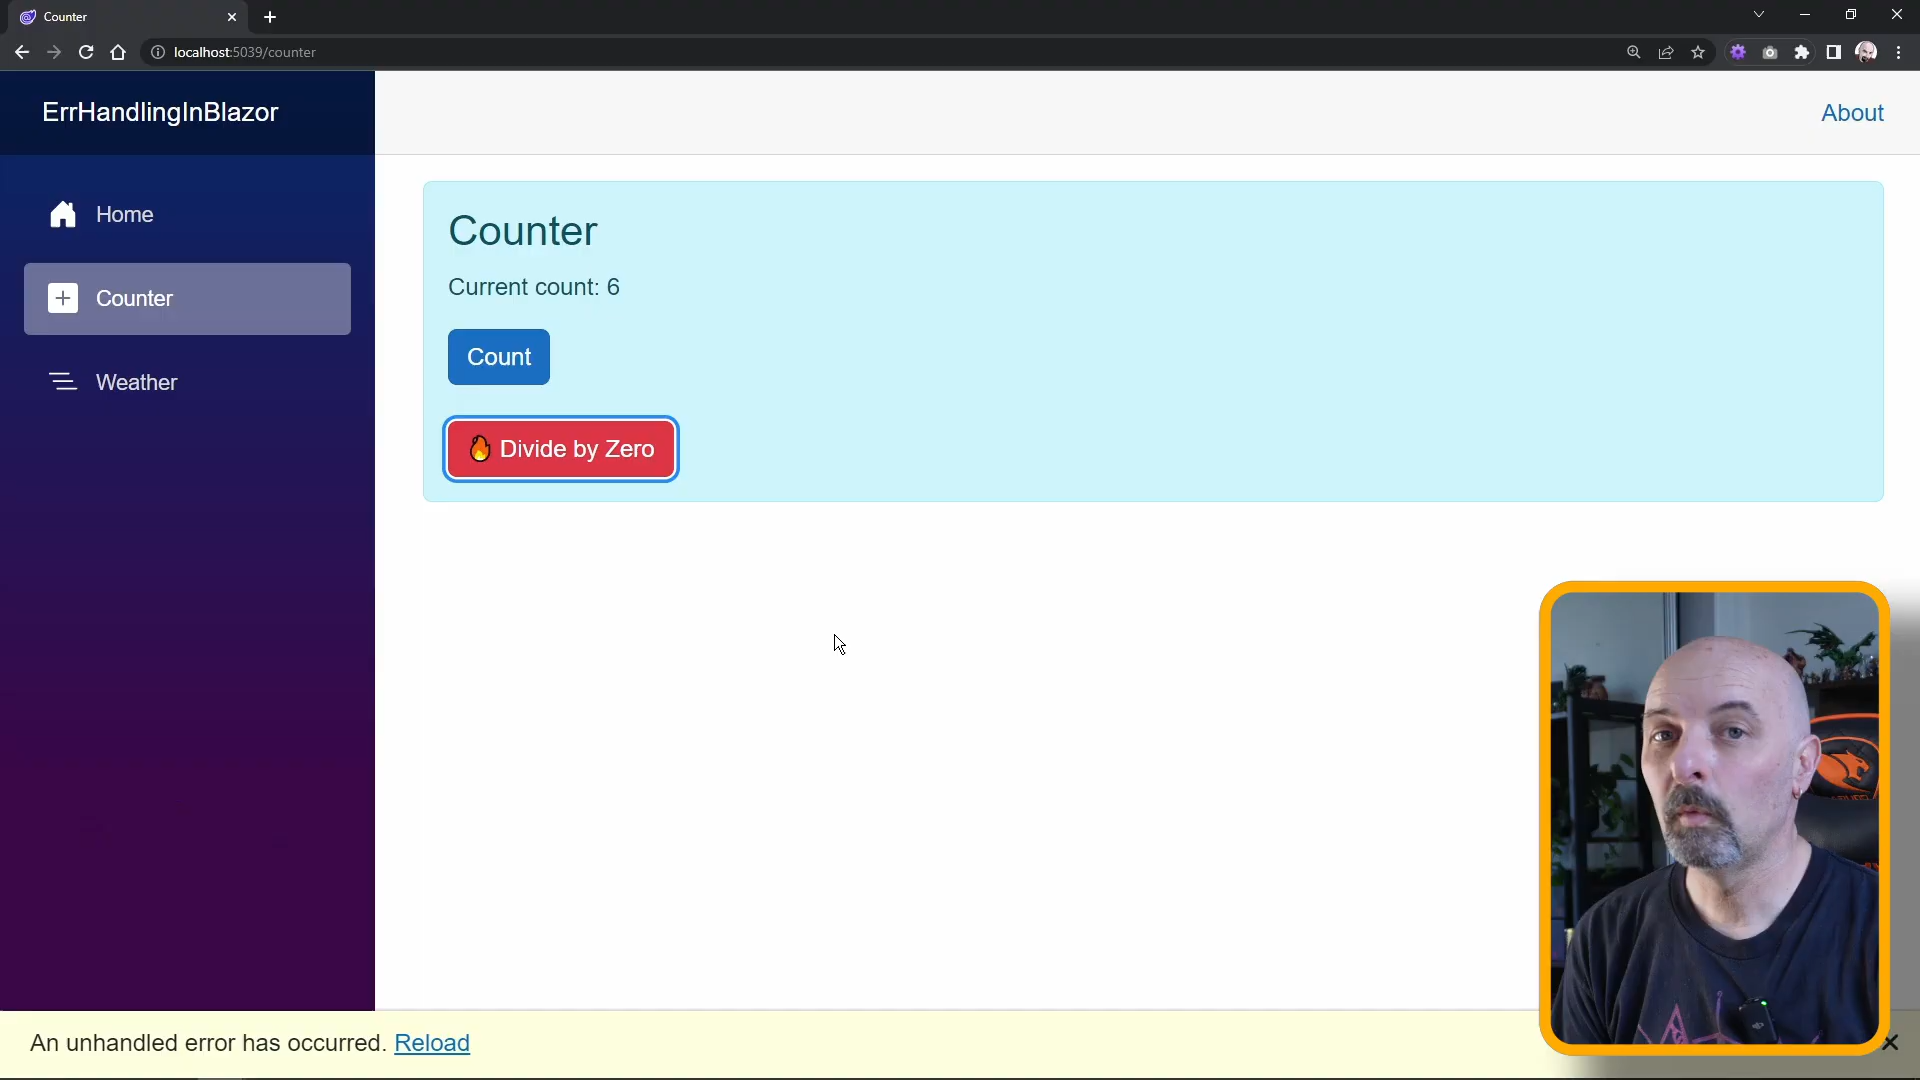 Counter
localhost:5039/counter
ErrHandlingInBlazor
About
Home
Counter
Weather
Counter
Current count: 6
Count
Divide by Zero
An unhandled error has occurred. Reload